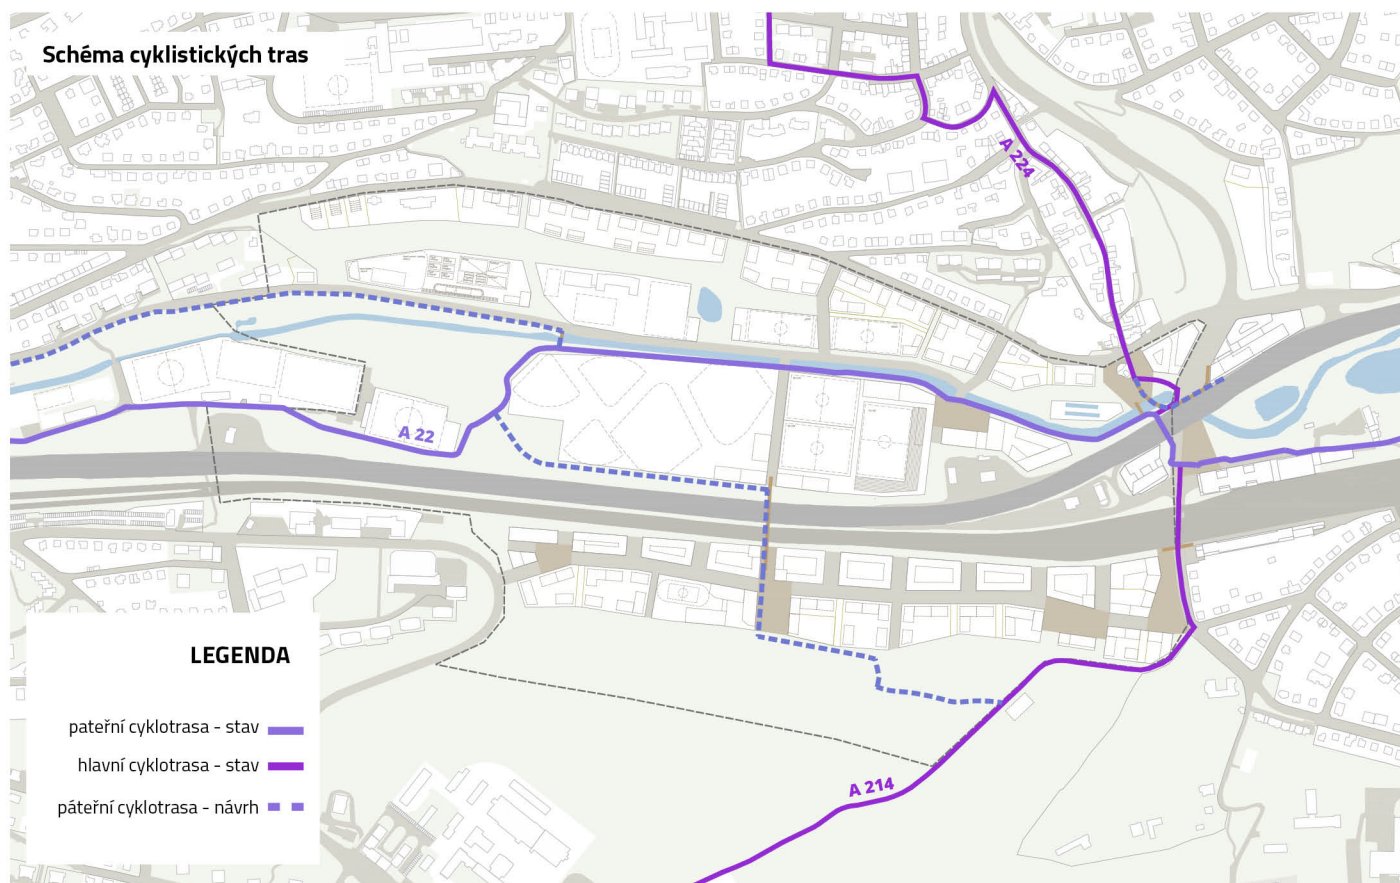 Schéma cyklistických tras
A 224
A 22
A 214
LEGENDA
pateřní cyklotrasa - stav
hlavní cyklotrasa - stav
páteřní cyklotrasa - návrh